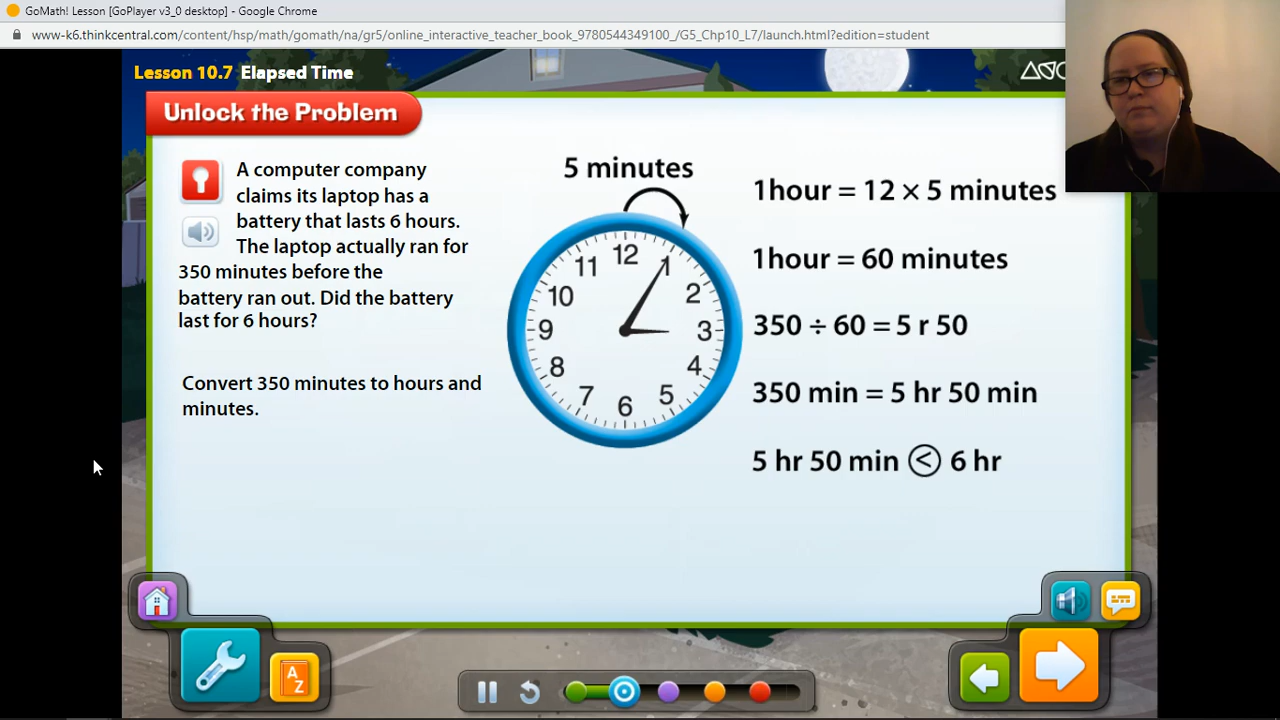 GoMath! Lesson [GoPlayer v3_0 desktop] - Google Chrome
www-k6.thinkcentral.com/content/hsp/math/gomath/na/gr5/online_interactive_teacher_book_9780544349100_/G5_Chp10_L7/launch.html?edition=student
Lesson 10.7 Elapsed Time
Unlock the Problem
A computer company
claims its laptop has a
battery that lasts 6 hours.
The laptop actually ran for
350 minutes before the
battery ran out. Did the battery
last for 6 hours?
Convert 350 minutes to hours and
minutes.
5 minutes
12
1
2
3
4
5
6
7
8
9
10
11
1hour = 12 × 5 minutes
1hour = 60 minutes
350 ÷ 60 = 5 r 50
350 min = 5 hr 50 min
5 hr 50 min < 6 hr
A
Z